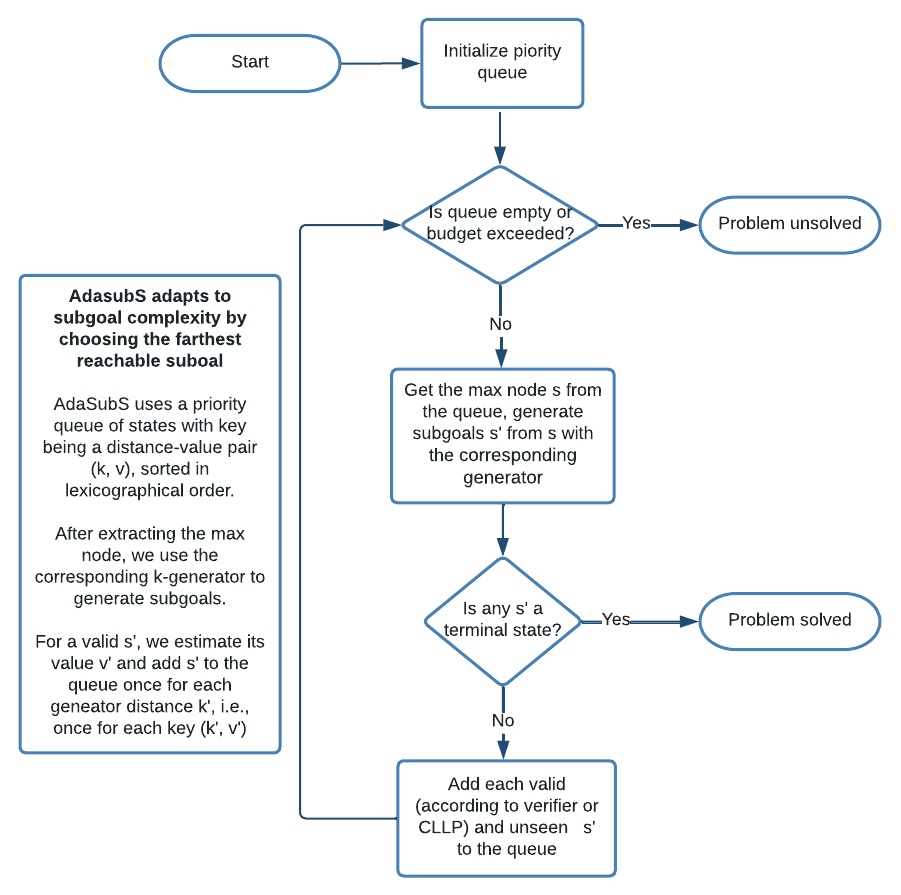 Start
Initialize piority
queue
Is queue empty or
budget exceeded?
Yes
Problem unsolved
No
AdasubS adapts to
subgoal complexity by
choosing the farthest
reachable suboal
AdaSubS uses a priority
queue of states with key
being a distance-value pair
(k, v), sorted in
lexicographical order.
After extracting the max
node, we use the
corresponding k-generator to
generate subgoals.
For a valid s', we estimate its
value v' and add s' to the
queue once for each
geneator distance k', i.e.,
once for each key (k', v')
Get the max node s from
the queue, generate
subgoals s' from s with
the corresponding
generator
Is any s' a
terminal state?
Yes
Problem solved
No
Add each valid
(according to verifier or
CLLP) and unseen s'
to the queue